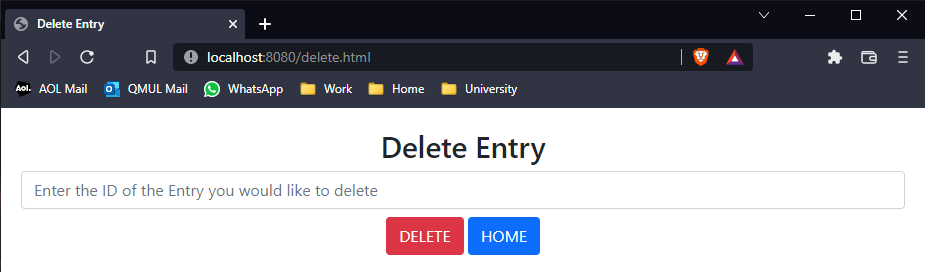 Delete Entry
localhost:8080/delete.html
Aol. AOL Mail QMUL Mail WhatsApp Work Home University
Delete Entry
Enter the ID of the Entry you would like to delete
DELETE HOME